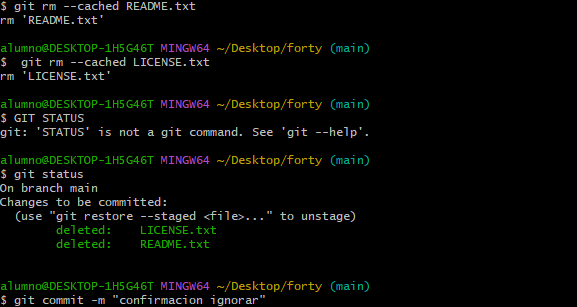 $ git rm --cached README.txt
rm 'README.txt'
alumno@DESKTOP-1H5G46T MINGW64 ~/Desktop/forty (main)
$  git rm --cached LICENSE.txt
rm 'LICENSE.txt'
alumno@DESKTOP-1H5G46T MINGW64 ~/Desktop/forty (main)
$ GIT STATUS
git: 'STATUS' is not a git command. See 'git --help'.
alumno@DESKTOP-1H5G46T MINGW64 ~/Desktop/forty (main)
$ git status
On branch main
Changes to be committed:
  (use "git restore --staged <file>..." to unstage)
        deleted:    LICENSE.txt
        deleted:    README.txt
alumno@DESKTOP-1H5G46T MINGW64 ~/Desktop/forty (main)
$ git commit -m "confirmacion ignorar"